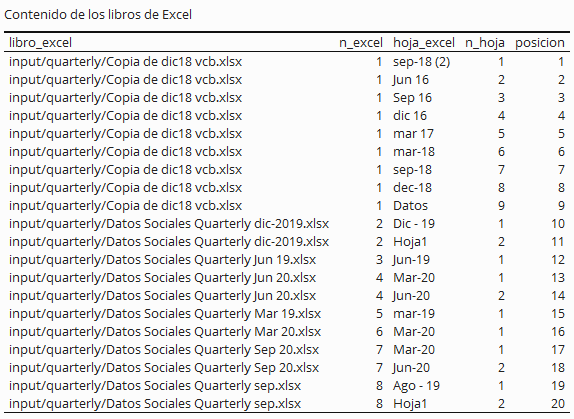 Contenido de los libros de Excel
libro_excel n_excel hoja_excel n_hoja posicion
input/quarterly/Copia de dic18 vcb.xlsx 1 sep-18 (2) 1 1
input/quarterly/Copia de dic18 vcb.xlsx 1 Jun 16 2 2
input/quarterly/Copia de dic18 vcb.xlsx 1 Sep 16 3 3
input/quarterly/Copia de dic18 vcb.xlsx 1 dic 16 4 4
input/quarterly/Copia de dic18 vcb.xlsx 1 mar 17 5 5
input/quarterly/Copia de dic18 vcb.xlsx 1 mar-18 6 6
input/quarterly/Copia de dic18 vcb.xlsx 1 sep-18 7 7
input/quarterly/Copia de dic18 vcb.xlsx 1 dec-18 8 8
input/quarterly/Copia de dic18 vcb.xlsx 1 Datos 9 9
input/quarterly/Datos Sociales Quarterly dic-2019.xlsx 2 Dic - 19 1 10
input/quarterly/Datos Sociales Quarterly dic-2019.xlsx 2 Hoja1 2 11
input/quarterly/Datos Sociales Quarterly Jun 19.xlsx 3 Jun-19 1 12
input/quarterly/Datos Sociales Quarterly Jun 20.xlsx 4 Mar-20 1 13
input/quarterly/Datos Sociales Quarterly Jun 20.xlsx 4 Jun-20 2 14
input/quarterly/Datos Sociales Quarterly Mar 19.xlsx 5 mar-19 1 15
input/quarterly/Datos Sociales Quarterly Mar 20.xlsx 6 Mar-20 1 16
input/quarterly/Datos Sociales Quarterly Sep 20.xlsx 7 Mar-20 1 17
input/quarterly/Datos Sociales Quarterly Sep 20.xlsx 7 Jun-20 2 18
input/quarterly/Datos Sociales Quarterly sep.xlsx 8 Ago - 19 1 19
input/quarterly/Datos Sociales Quarterly sep.xlsx 8 Hoja1 2 20